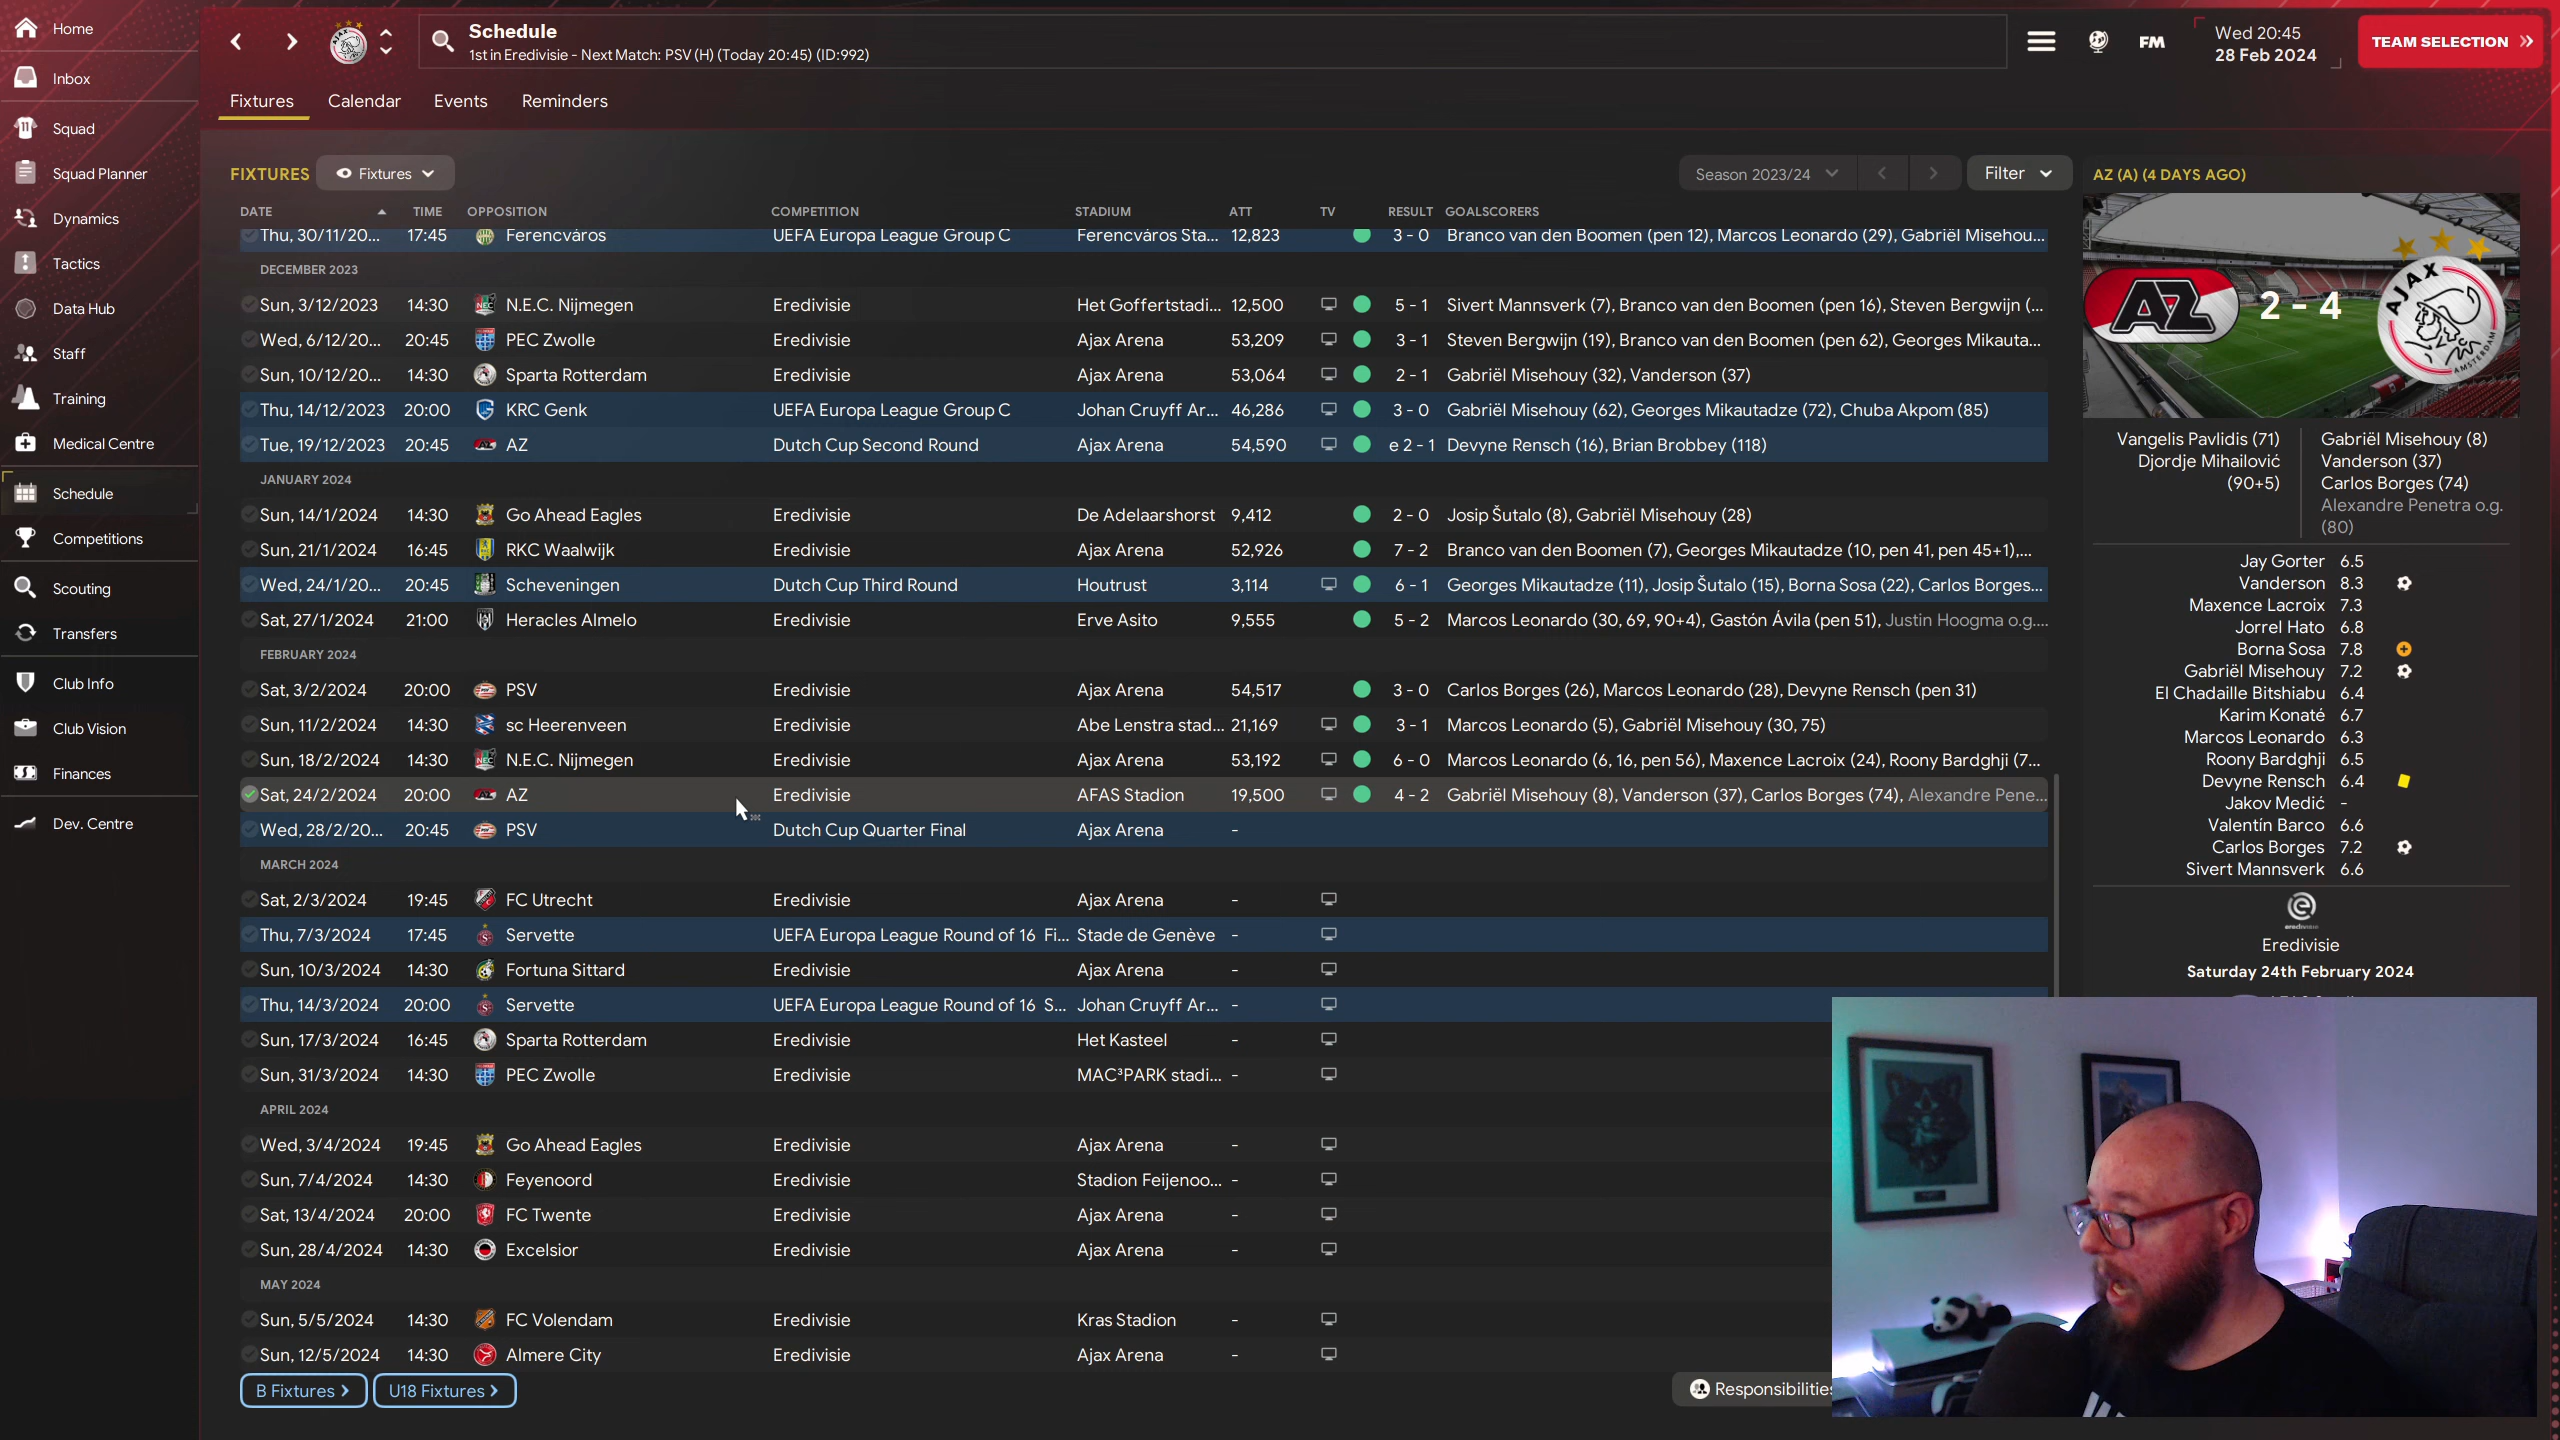 Home
Inbox
Squad
Squad Planner
Dynamics
Tactics
Data Hub
Staff
Training
Medical Centre
Schedule
Competitions
Scouting
Transfers
Club Info
Club Vision
Finances
Dev. Centre
Schedule
1st in Eredivisie - Next Match: PSV (H) (Today 20:45) (ID:992)
FM
Wed 20:45
28 Feb 2024
TEAM SELECTION
Fixtures Calendar Events Reminders
FIXTURES Fixtures Season 2023/24 Filter
DATE TIME OPPOSITION COMPETITION STADIUM ATT TV RESULT GOALSCORERS
Thu, 30/11/20... 17:45 Ferencváros UEFA Europa League Group C Ferencváros Sta... 12,823 3 - 0 Branco van den Boomen (pen 12), Marcos Leonardo (29), Gabriël Misehou...
DECEMBER 2023
Sun, 3/12/2023 14:30 N.E.C. Nijmegen Eredivisie Het Goffertstadi... 12,500 5 - 1 Sivert Mannsverk (7), Branco van den Boomen (pen 16), Steven Bergwijn (...
Wed, 6/12/20... 20:45 PEC Zwolle Eredivisie Ajax Arena 53,209 3 - 1 Steven Bergwijn (19), Branco van den Boomen (pen 62), Georges Mikauta...
Sun, 10/12/20... 14:30 Sparta Rotterdam Eredivisie Ajax Arena 53,064 2 - 1 Gabriël Misehouy (32), Vanderson (37)
Thu, 14/12/2023 20:00 KRC Genk UEFA Europa League Group C Johan Cruyff Ar... 46,286 3 - 0 Gabriël Misehouy (62), Georges Mikautadze (72), Chuba Akpom (85)
Tue, 19/12/2023 20:45 AZ Dutch Cup Second Round Ajax Arena 54,590 e 2 - 1 Devyne Rensch (16), Brian Brobbey (118)
JANUARY 2024
Sun, 14/1/2024 14:30 Go Ahead Eagles Eredivisie De Adelaarshorst 9,412 2 - 0 Josip Šutalo (8), Gabriël Misehouy (28)
Sun, 21/1/2024 16:45 RKC Waalwijk Eredivisie Ajax Arena 52,926 7 - 2 Branco van den Boomen (7), Georges Mikautadze (10, pen 41, pen 45+1),...
Wed, 24/1/20... 20:45 Scheveningen Dutch Cup Third Round Houtrust 3,114 6 - 1 Georges Mikautadze (11), Josip Šutalo (15), Borna Sosa (22), Carlos Borges...
Sat, 27/1/2024 21:00 Heracles Almelo Eredivisie Erve Asito 9,555 5 - 2 Marcos Leonardo (30, 69, 90+4), Gastón Ávila (pen 51), Justin Hoogma o.g....
FEBRUARY 2024
Sat, 3/2/2024 20:00 PSV Eredivisie Ajax Arena 54,517 3 - 0 Carlos Borges (26), Marcos Leonardo (28), Devyne Rensch (pen 31)
Sun, 11/2/2024 14:30 sc Heerenveen Eredivisie Abe Lenstra stad... 21,169 3 - 1 Marcos Leonardo (5), Gabriël Misehouy (30, 75)
Sun, 18/2/2024 14:30 N.E.C. Nijmegen Eredivisie Ajax Arena 53,192 6 - 0 Marcos Leonardo (6, 16, pen 56), Maxence Lacroix (24), Roony Bardghji (7...
Sat, 24/2/2024 20:00 AZ Eredivisie AFAS Stadion 19,500 4 - 2 Gabriël Misehouy (8), Vanderson (37), Carlos Borges (74), Alexandre Pene...
Wed, 28/2/20... 20:45 PSV Dutch Cup Quarter Final Ajax Arena -
MARCH 2024
Sat, 2/3/2024 19:45 FC Utrecht Eredivisie Ajax Arena -
Thu, 7/3/2024 17:45 Servette UEFA Europa League Round of 16 Fi... Stade de Genève -
Sun, 10/3/2024 14:30 Fortuna Sittard Eredivisie Ajax Arena -
Thu, 14/3/2024 20:00 Servette UEFA Europa League Round of 16 S... Johan Cruyff Ar... -
Sun, 17/3/2024 16:45 Sparta Rotterdam Eredivisie Het Kasteel -
Sun, 31/3/2024 14:30 PEC Zwolle Eredivisie MAC³PARK stadi... -
APRIL 2024
Wed, 3/4/2024 19:45 Go Ahead Eagles Eredivisie Ajax Arena -
Sun, 7/4/2024 14:30 Feyenoord Eredivisie Stadion Feijenoo... -
Sat, 13/4/2024 20:00 FC Twente Eredivisie Ajax Arena -
Sun, 28/4/2024 14:30 Excelsior Eredivisie Ajax Arena -
MAY 2024
Sun, 5/5/2024 14:30 FC Volendam Eredivisie Kras Stadion -
Sun, 12/5/2024 14:30 Almere City Eredivisie Ajax Arena -
B Fixtures U18 Fixtures Responsibilities
AZ (A) (4 DAYS AGO)
AZ 2 - 4 AJAX AMSTERDAM
Vangelis Pavlidis (71)
Djordje Mihailović
(90+5)
Gabriël Misehouy (8)
Vanderson (37)
Carlos Borges (74)
Alexandre Penetra o.g.
(80)
Jay Gorter 6.5
Vanderson 8.3
Maxence Lacroix 7.3
Jorrel Hato 6.8
Borna Sosa 7.8
Gabriël Misehouy 7.2
El Chadaille Bitshiabu 6.4
Karim Konaté 6.7
Marcos Leonardo 6.3
Roony Bardghji 6.5
Devyne Rensch 6.4
Jakov Medić -
Valentín Barco 6.6
Carlos Borges 7.2
Sivert Mannsverk 6.6
eredivisie
Eredivisie
Saturday 24th February 2024